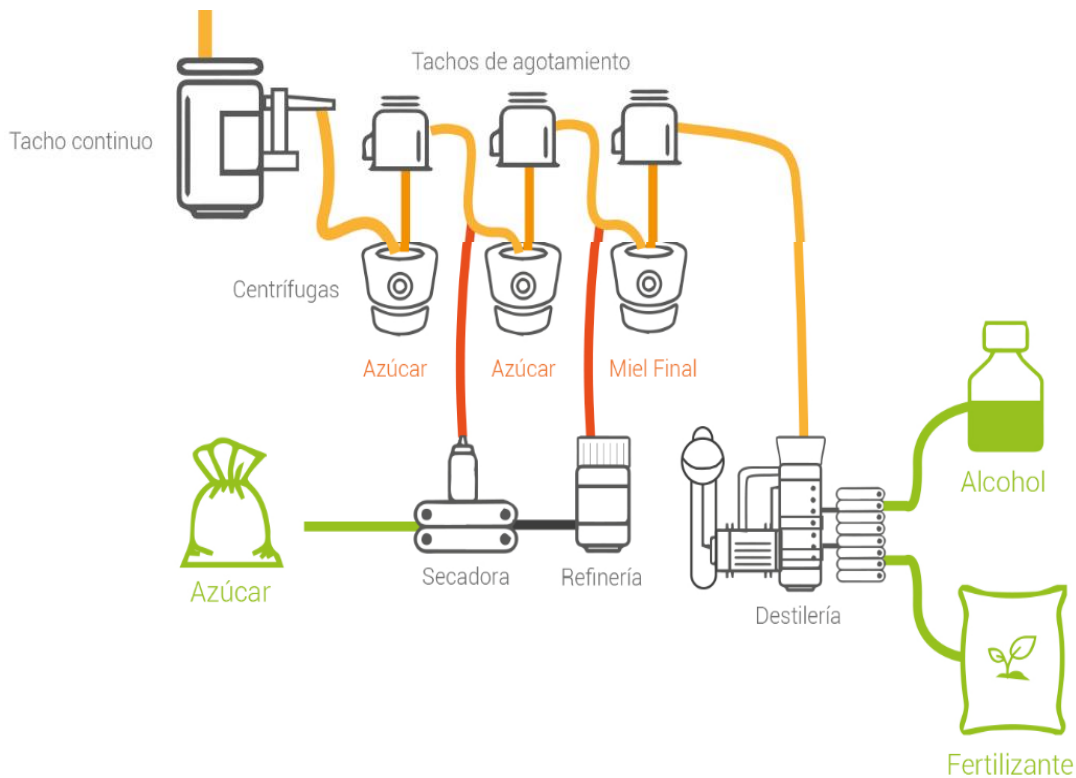 Tachos de agotamiento
Tacho continuo
Centrífugas
Azúcar
Azúcar
Miel Final
Alcohol
Azúcar
Secadora
Refinería
Destilería
Fertilizante